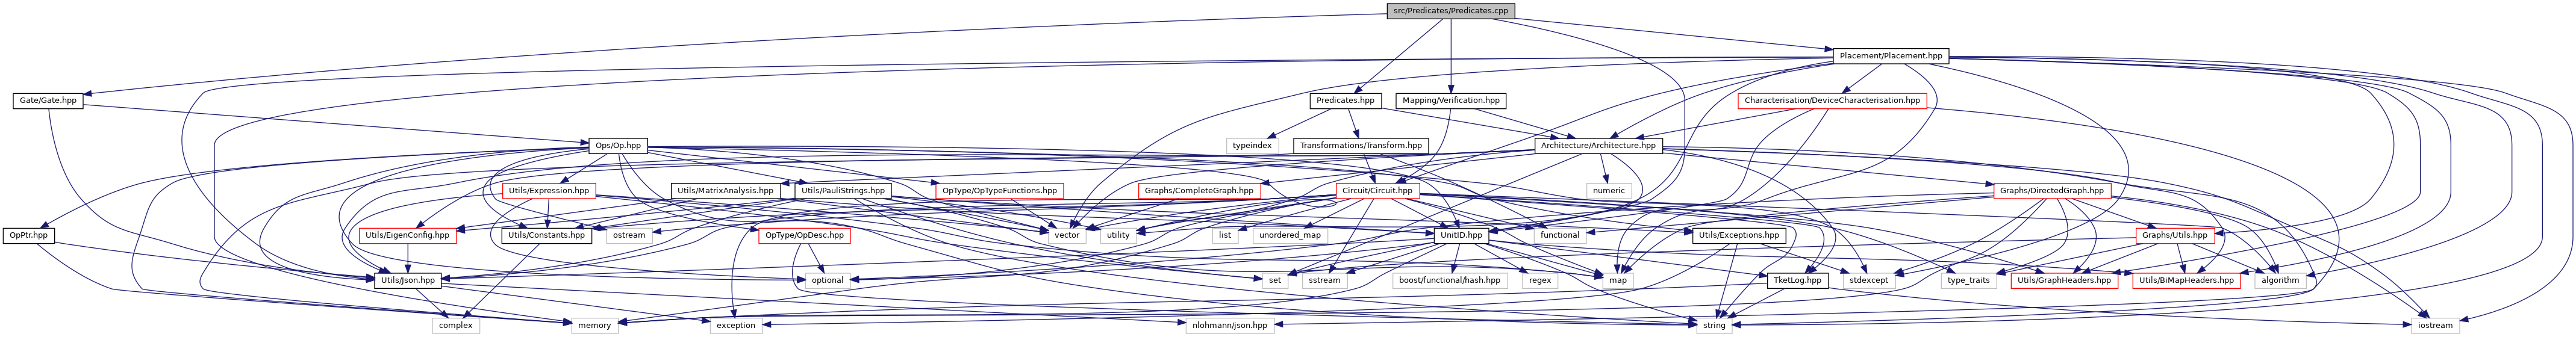 src/Predicates/Predicates.cpp
Placement/Placement.hpp
Gate/Gate.hpp
Predicates.hpp
Mapping/Verification.hpp
Characterisation/DeviceCharacterisation.hpp
Ops/Op.hpp
typeindex
Transformations/Transform.hpp
Architecture/Architecture.hpp
Utils/Expression.hpp
Utils/MatrixAnalysis.hpp
Utils/PauliStrings.hpp
OpType/OpTypeFunctions.hpp
Graphs/CompleteGraph.hpp
Circuit/Circuit.hpp
numeric
Graphs/DirectedGraph.hpp
OpPtr.hpp
Utils/EigenConfig.hpp
Utils/Constants.hpp
ostream
OpType/OpDesc.hpp
vector
utility
list
unordered_map
UnitID.hpp
functional
Utils/Exceptions.hpp
Graphs/Utils.hpp
Utils/Json.hpp
optional
set
sstream
boost/functional/hash.hpp
regex
map
TketLog.hpp
stdexcept
type_traits
Utils/GraphHeaders.hpp
Utils/BiMapHeaders.hpp
algorithm
complex
memory
exception
nlohmann/json.hpp
string
iostream